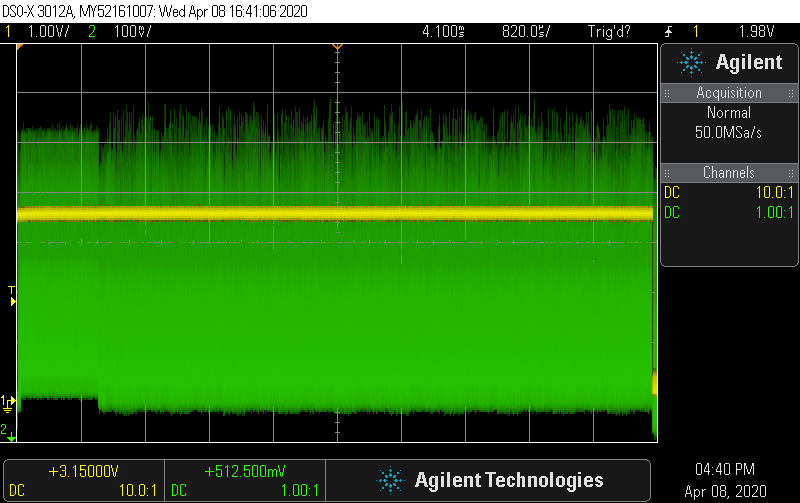 DSO-X 3012A, MY52161007: Wed Apr 08 16:41:06 2020
1 1.00V/ 2 100mV/ 4.100ms 820.0us/ Trig'd? 1 1.98V
Agilent
Acquisition
Normal
50.0MSa/s
Channels
DC 10.0:1
DC 1.00:1
T
1
2
+3.15000V
DC 10.0:1
+512.500mV
DC 1.00:1
Agilent Technologies
04:40 PM
Apr 08, 2020